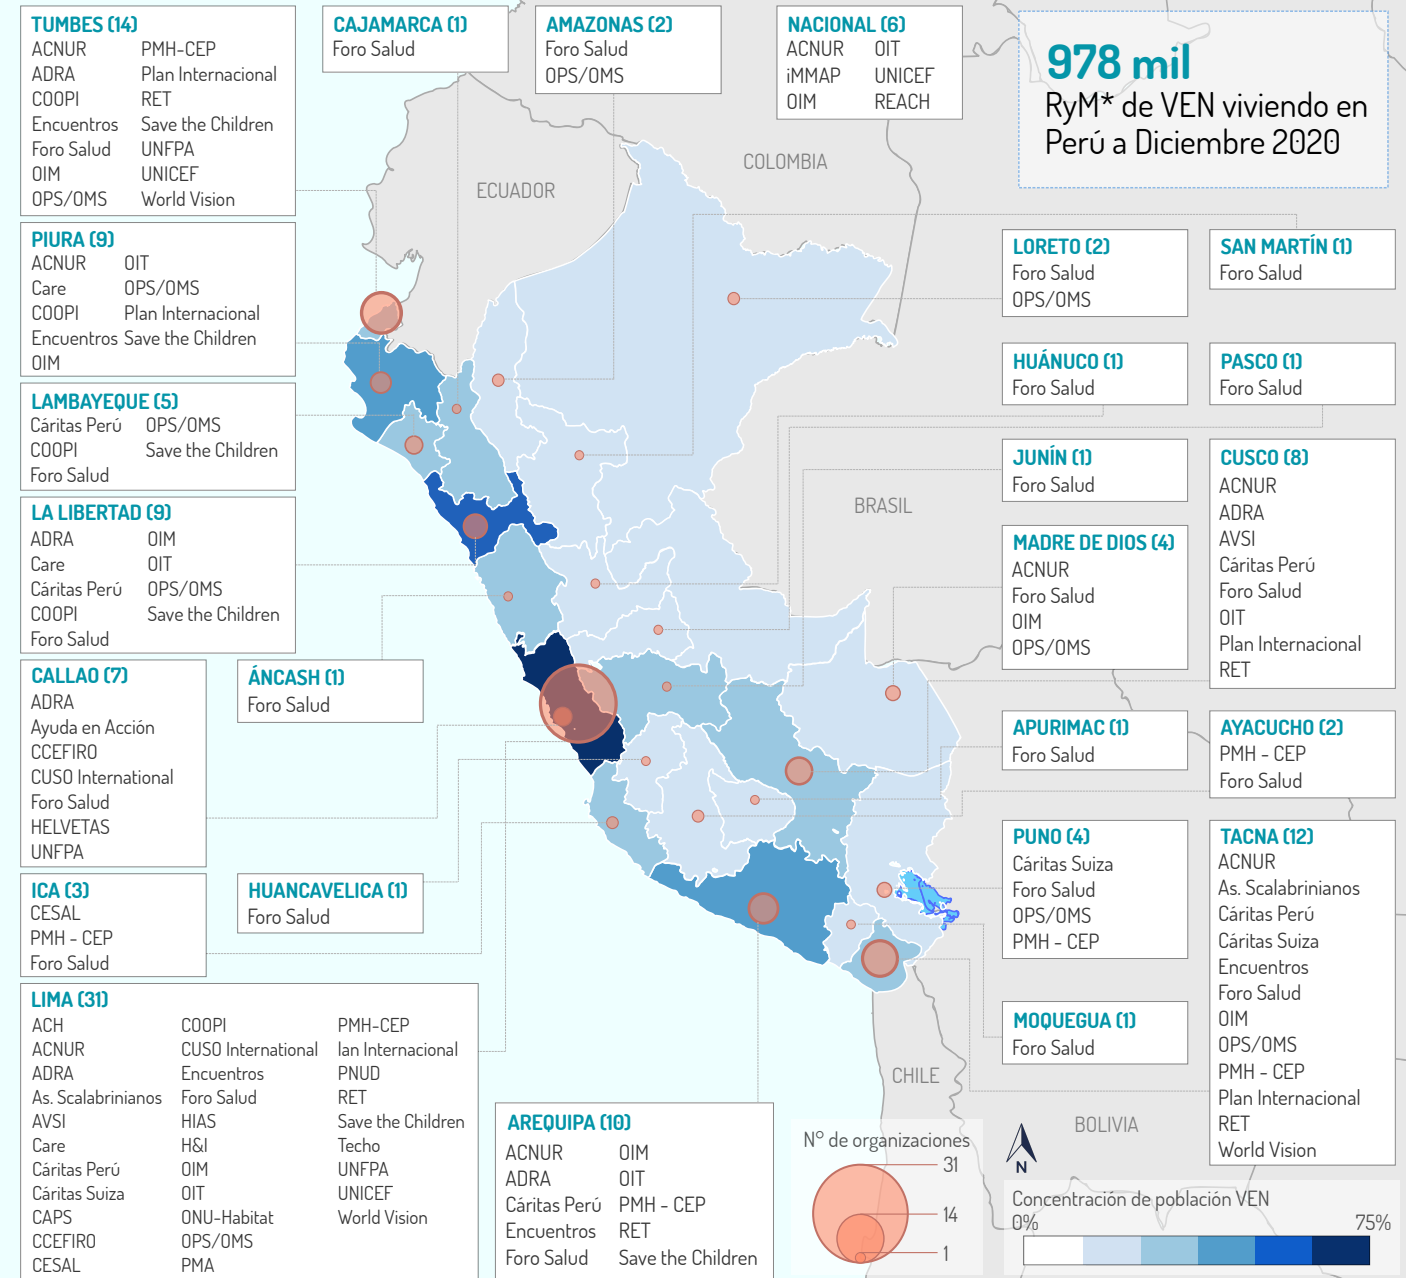 TUMBES (14)
ACNUR PMH-CEP
ADRA Plan Internacional
COOPI RET
Encuentros Save the Children
Foro Salud UNFPA
OIM UNICEF
OPS/OMS World Vision
CAJAMARCA (1)
Foro Salud
AMAZONAS (2)
Foro Salud
OPS/OMS
NACIONAL (6)
ACNUR OIT
iMMAP UNICEF
OIM REACH
978 mil
RyM* de VEN viviendo en
Perú a Diciembre 2020
COLOMBIA
ECUADOR
PIURA (9)
ACNUR OIT
Care OPS/OMS
COOPI Plan Internacional
Encuentros Save the Children
OIM
LORETO (2)
Foro Salud
OPS/OMS
SAN MARTÍN (1)
Foro Salud
HUÁNUCO (1)
Foro Salud
PASCO (1)
Foro Salud
LAMBAYEQUE (5)
Cáritas Perú OPS/OMS
COOPI Save the Children
Foro Salud
JUNÍN (1)
Foro Salud
CUSCO (8)
ACNUR
ADRA
AVSI
Cáritas Perú
Foro Salud
OIT
Plan Internacional
RET
BRASIL
LA LIBERTAD (9)
ADRA OIM
Care OIT
Cáritas Perú OPS/OMS
COOPI Save the Children
Foro Salud
MADRE DE DIOS (4)
ACNUR
Foro Salud
OIM
OPS/OMS
CALLAO (7)
ADRA
Ayuda en Acción
CCEFIRO
CUSO International
Foro Salud
HELVETAS
UNFPA
ÁNCASH (1)
Foro Salud
APURIMAC (1)
Foro Salud
AYACUCHO (2)
PMH - CEP
Foro Salud
ICA (3)
CESAL
PMH - CEP
Foro Salud
HUANCAVELICA (1)
Foro Salud
PUNO (4)
Cáritas Suiza
Foro Salud
OPS/OMS
PMH - CEP
TACNA (12)
ACNUR
As. Scalabrinianos
Cáritas Perú
Cáritas Suiza
Encuentros
Foro Salud
OIM
OPS/OMS
PMH - CEP
Plan Internacional
RET
World Vision
MOQUEGUA (1)
Foro Salud
LIMA (31)
ACH COOPI PMH-CEP
ACNUR CUSO International lan Internacional
ADRA Encuentros PNUD
As. Scalabrinianos Foro Salud RET
AVSI HIAS Save the Children
Care H&I Techo
Cáritas Perú OIM UNFPA
Cáritas Suiza OIT UNICEF
CAPS ONU-Habitat World Vision
CCEFIRO OPS/OMS
CESAL PMA
CHILE
BOLIVIA
AREQUIPA (10)
ACNUR OIM
ADRA OIT
Cáritas Perú PMH - CEP
Encuentros RET
Foro Salud Save the Children
N° de organizaciones
31
14
1
N
Concentración de población VEN
0% 75%